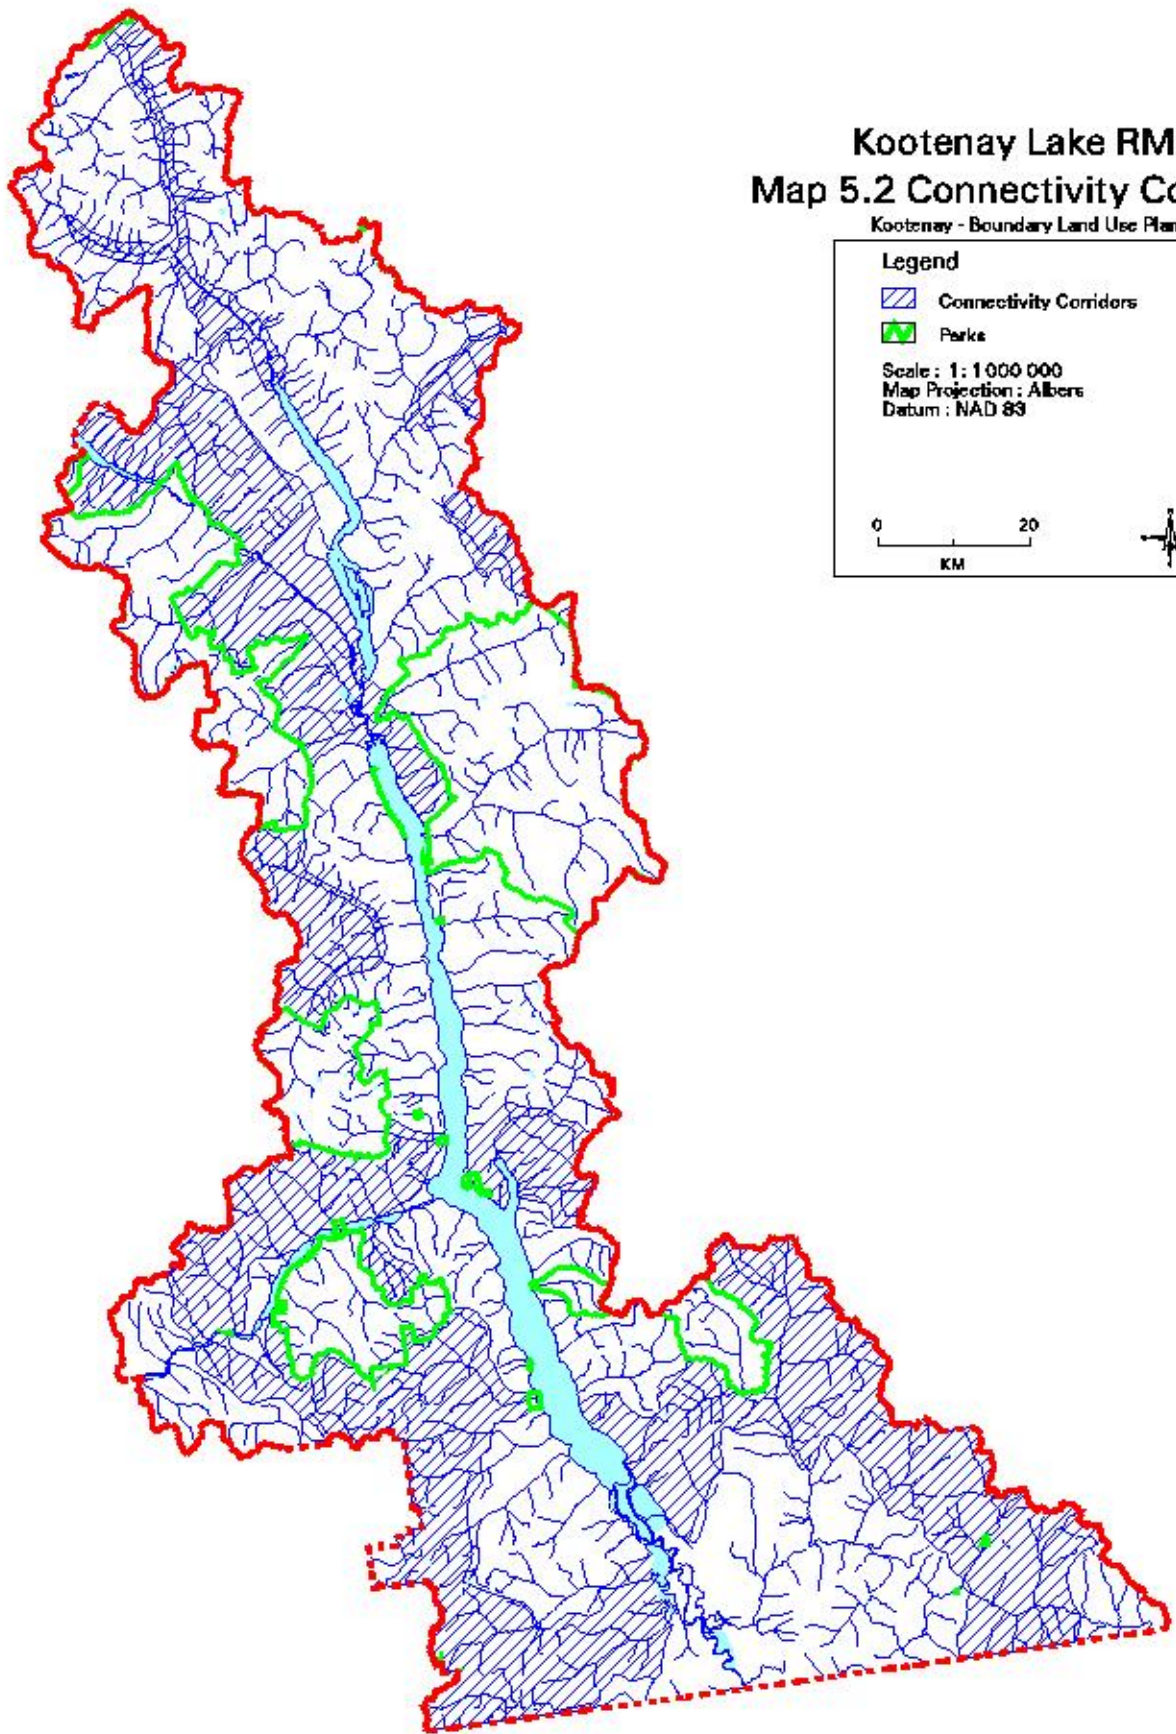 Kootenay Lake RM
Map 5.2 Connectivity Co
Kootenay - Boundary Land Use Plan
Legend
Connectivity Corridors
Parks
Scale : 1 : 1 000 000
Map Projection : Albers
Datum : NAD 83
0 20
KM